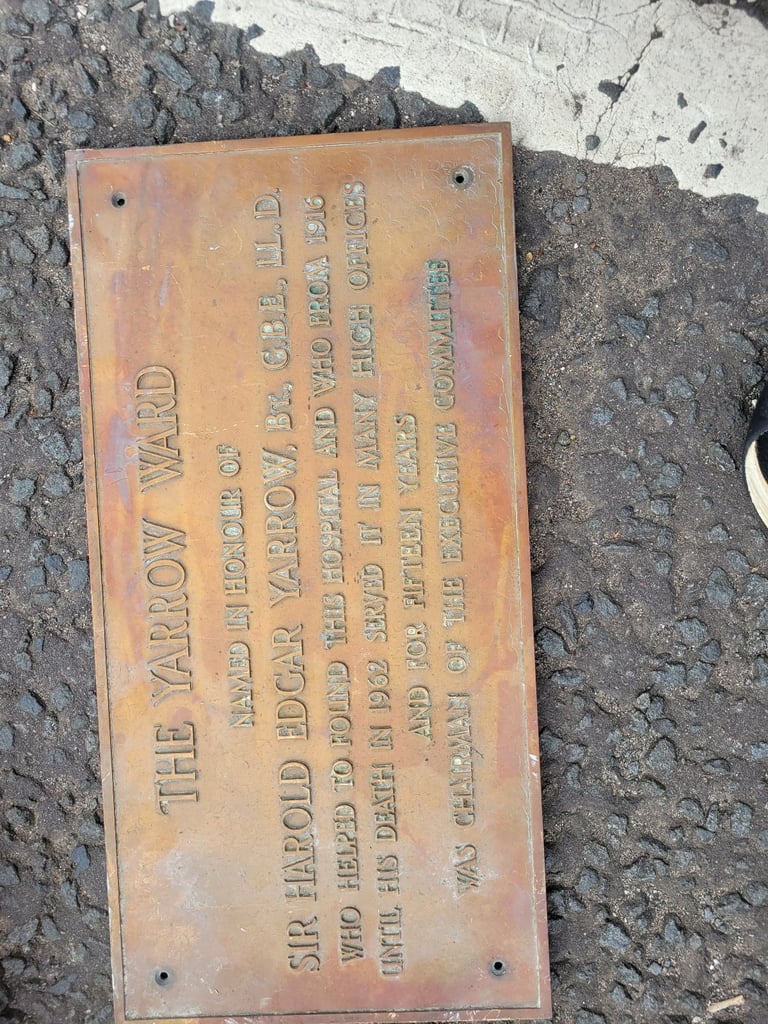 THE YARROW WARD
NAMED IN HONOUR OF
SIR HAROLD EDGAR YARROW, BT., G.B.E., LL.D.
WHO HELPED TO FOUND THIS HOSPITAL AND WHO FROM 1916
UNTIL HIS DEATH IN 1962 SERVED IT IN MANY HIGH OFFICES
AND FOR FIFTEEN YEARS
WAS CHAIRMAN OF THE EXECUTIVE COMMITTEE